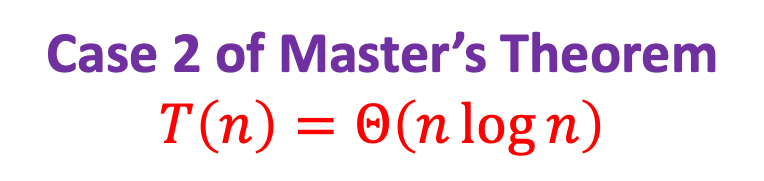 Case 2 of Master’s Theorem
T(n) = Θ(n log n)